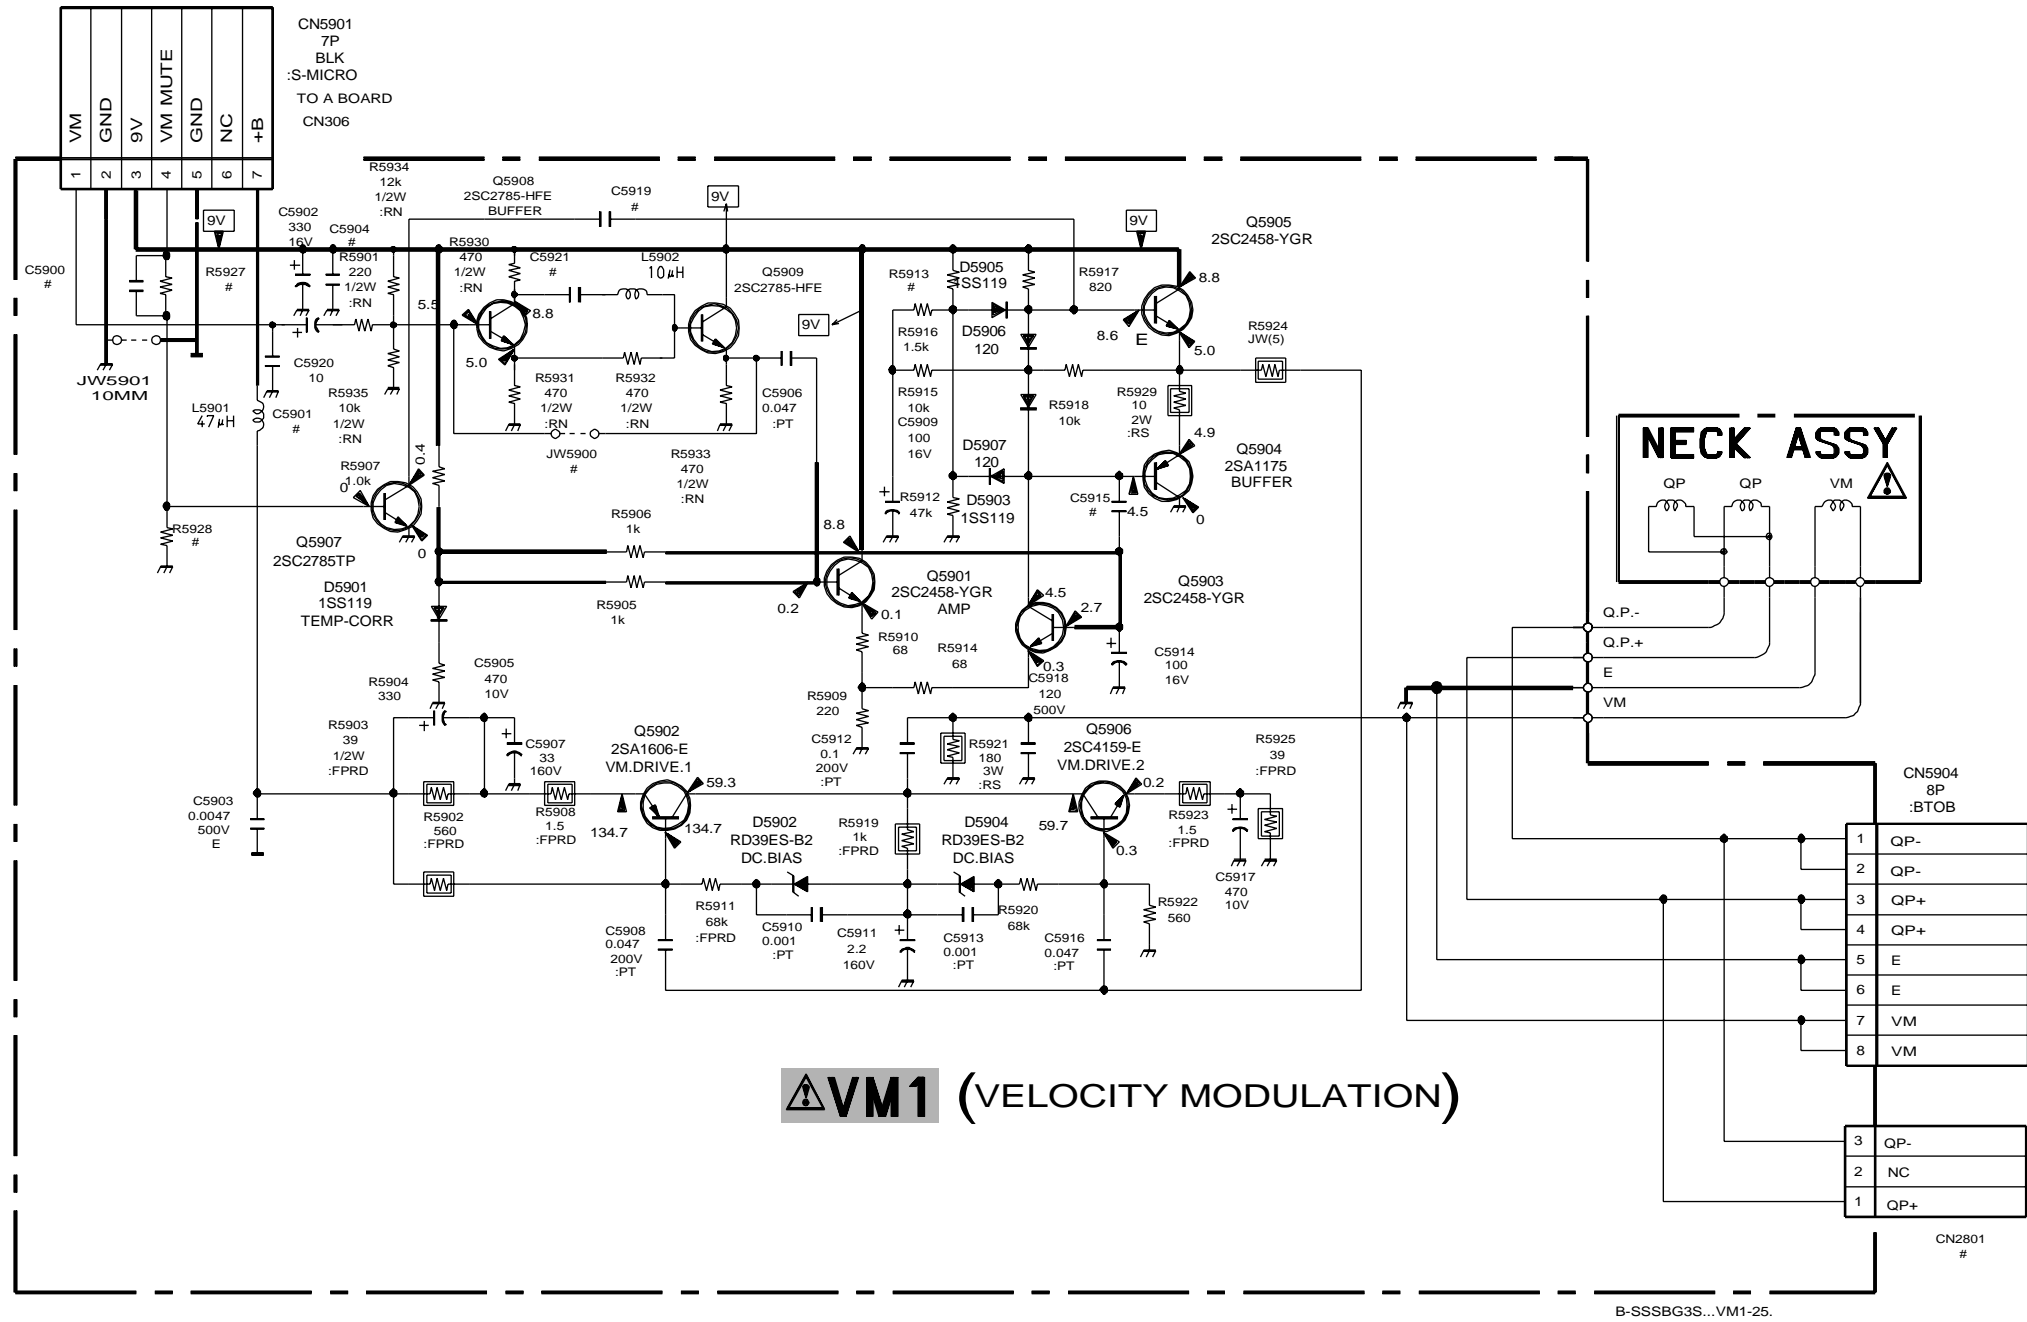 VM
GND
9V
VM MUTE
GND
NC
+B
1
2
3
4
5
6
7
CN5901
7P
BLK
:S-MICRO
TO A BOARD
CN306
C5900
#
R5927
#
9V
C5902
330
16V
C5904
#
R5901
220
1/2W
:RN
R5934
12k
1/2W
:RN
Q5908
2SC2785-HFE
BUFFER
R5930
470
1/2W
:RN
C5921
#
C5919
#
L5902
10μH
9V
Q5909
2SC2785-HFE
5.5
8.8
5.0
9V
R5913
#
D5905
1SS119
R5917
820
9V
Q5905
2SC2458-YGR
8.8
8.6
E
5.0
R5924
JW(5)
R5916
1.5k
D5906
120
JW5901
10MM
C5920
10
R5935
10k
1/2W
:RN
L5901
47μH
C5901
#
R5931
470
1/2W
:RN
R5932
470
1/2W
:RN
C5906
0.047
:PT
JW5900
#
R5933
470
1/2W
:RN
R5915
10k
C5909
100
16V
R5918
10k
R5929
10
2W
:RS
4.9
Q5904
2SA1175
BUFFER
D5907
120
R5912
47k
D5903
1SS119
C5915
#
4.5
0
R5907
1.0k
0
0.4
0
R5928
#
Q5907
2SC2785TP
R5906
1k
R5905
1k
8.8
0.2
0.1
Q5901
2SC2458-YGR
AMP
Q5903
2SC2458-YGR
4.5
2.7
0.3
D5901
1SS119
TEMP-CORR
R5910
68
R5914
68
C5918
120
500V
C5914
100
16V
R5904
330
C5905
470
10V
R5909
220
R5903
39
1/2W
:FPRD
C5907
33
160V
Q5902
2SA1606-E
VM.DRIVE.1
C5912
0.1
200V
:PT
R5921
180
3W
:RS
Q5906
2SC4159-E
VM.DRIVE.2
R5925
39
:FPRD
C5903
0.0047
500V
E
R5902
560
:FPRD
R5908
1.5
:FPRD
134.7
59.3
134.7
D5902
RD39ES-B2
DC.BIAS
R5919
1k
:FPRD
D5904
RD39ES-B2
DC.BIAS
59.7
0.2
0.3
R5923
1.5
:FPRD
C5917
470
10V
C5908
0.047
200V
:PT
R5911
68k
:FPRD
C5910
0.001
:PT
C5911
2.2
160V
C5913
0.001
:PT
R5920
68k
C5916
0.047
:PT
R5922
560
NECK ASSY
QP
QP
VM
Q.P.-
Q.P.+
E
VM
CN5904
8P
:BTOB
1 QP-
2 QP-
3 QP+
4 QP+
5 E
6 E
7 VM
8 VM
3 QP-
2 NC
1 QP+
CN2801
#
VM1 (VELOCITY MODULATION)
B-SSSBG3S...VM1-25.